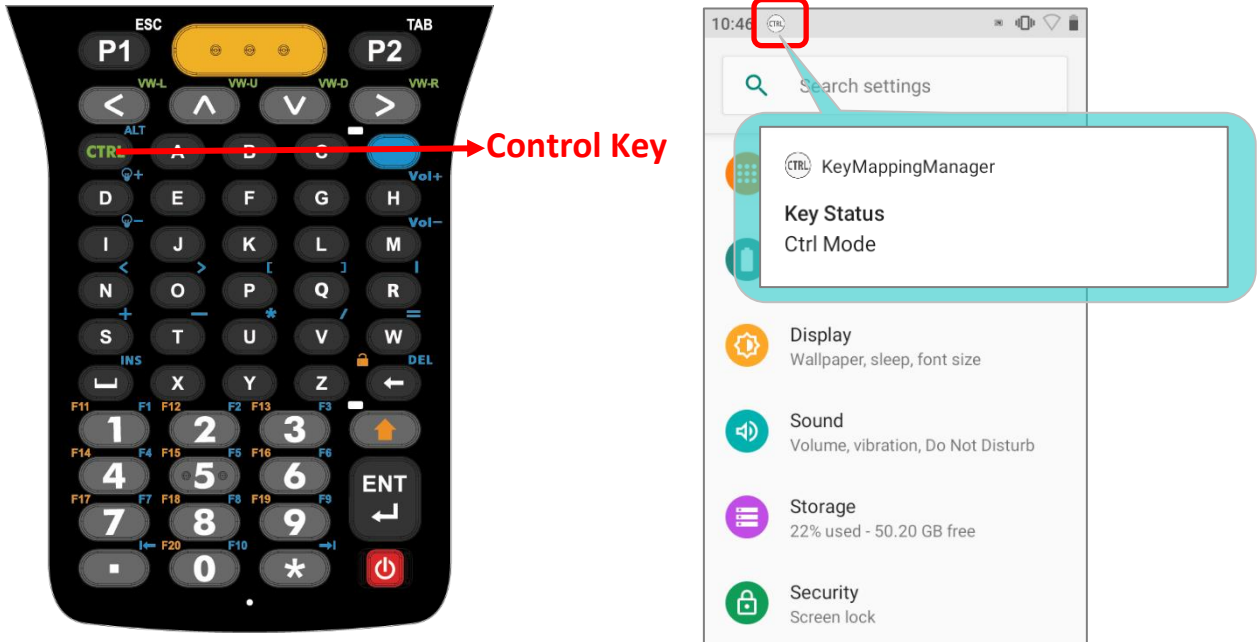 ESC TAB
P1 P2
VW-L VW-U VW-D VW-R
< ^ v >
ALT
CTRL A B C
Control Key
+ Vol+
D E F G H
− Vol−
I J K L M
< > [ ] |
N O P Q R
+ − * / =
S T U V W
INS DEL
X Y Z ←
F11 F1 F12 F2 F13 F3
1 2 3
F14 F4 F15 F5 F16 F6
4 5 6 ENT
F17 F7 F18 F8 F19 F9
7 8 9
|← F20 F10 →|
. 0 *
10:46 CTRL
Search settings
CTRL KeyMappingManager
Key Status
Ctrl Mode
Display
Wallpaper, sleep, font size
Sound
Volume, vibration, Do Not Disturb
Storage
22% used - 50.20 GB free
Security
Screen lock